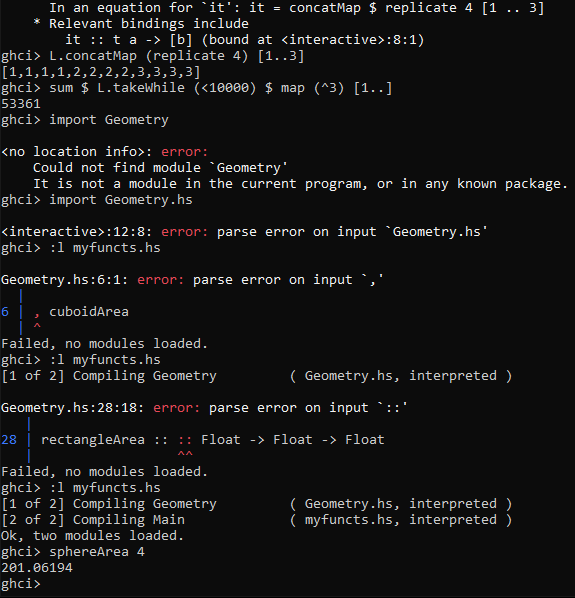 In an equation for `it': it = concatMap $ replicate 4 [1 .. 3]
* Relevant bindings include
it :: t a -> [b] (bound at <interactive>:8:1)
ghci> L.concatMap (replicate 4) [1..3]
[1,1,1,1,2,2,2,2,3,3,3,3]
ghci> sum $ L.takeWhile (<10000) $ map (^3) [1..]
53361
ghci> import Geometry
<no location info>: error:
Could not find module `Geometry'
It is not a module in the current program, or in any known package.
ghci> import Geometry.hs
<interactive>:12:8: error: parse error on input `Geometry.hs'
ghci> :l myfuncts.hs
Geometry.hs:6:1: error: parse error on input `,'
|
6 | , cuboidArea
| ^
Failed, no modules loaded.
ghci> :l myfuncts.hs
[1 of 2] Compiling Geometry         ( Geometry.hs, interpreted )
Geometry.hs:28:18: error: parse error on input `::'
|
28 | rectangleArea :: :: Float -> Float -> Float
| ^^
Failed, no modules loaded.
ghci> :l myfuncts.hs
[1 of 2] Compiling Geometry         ( Geometry.hs, interpreted )
[2 of 2] Compiling Main             ( myfuncts.hs, interpreted )
Ok, two modules loaded.
ghci> sphereArea 4
201.06194
ghci>